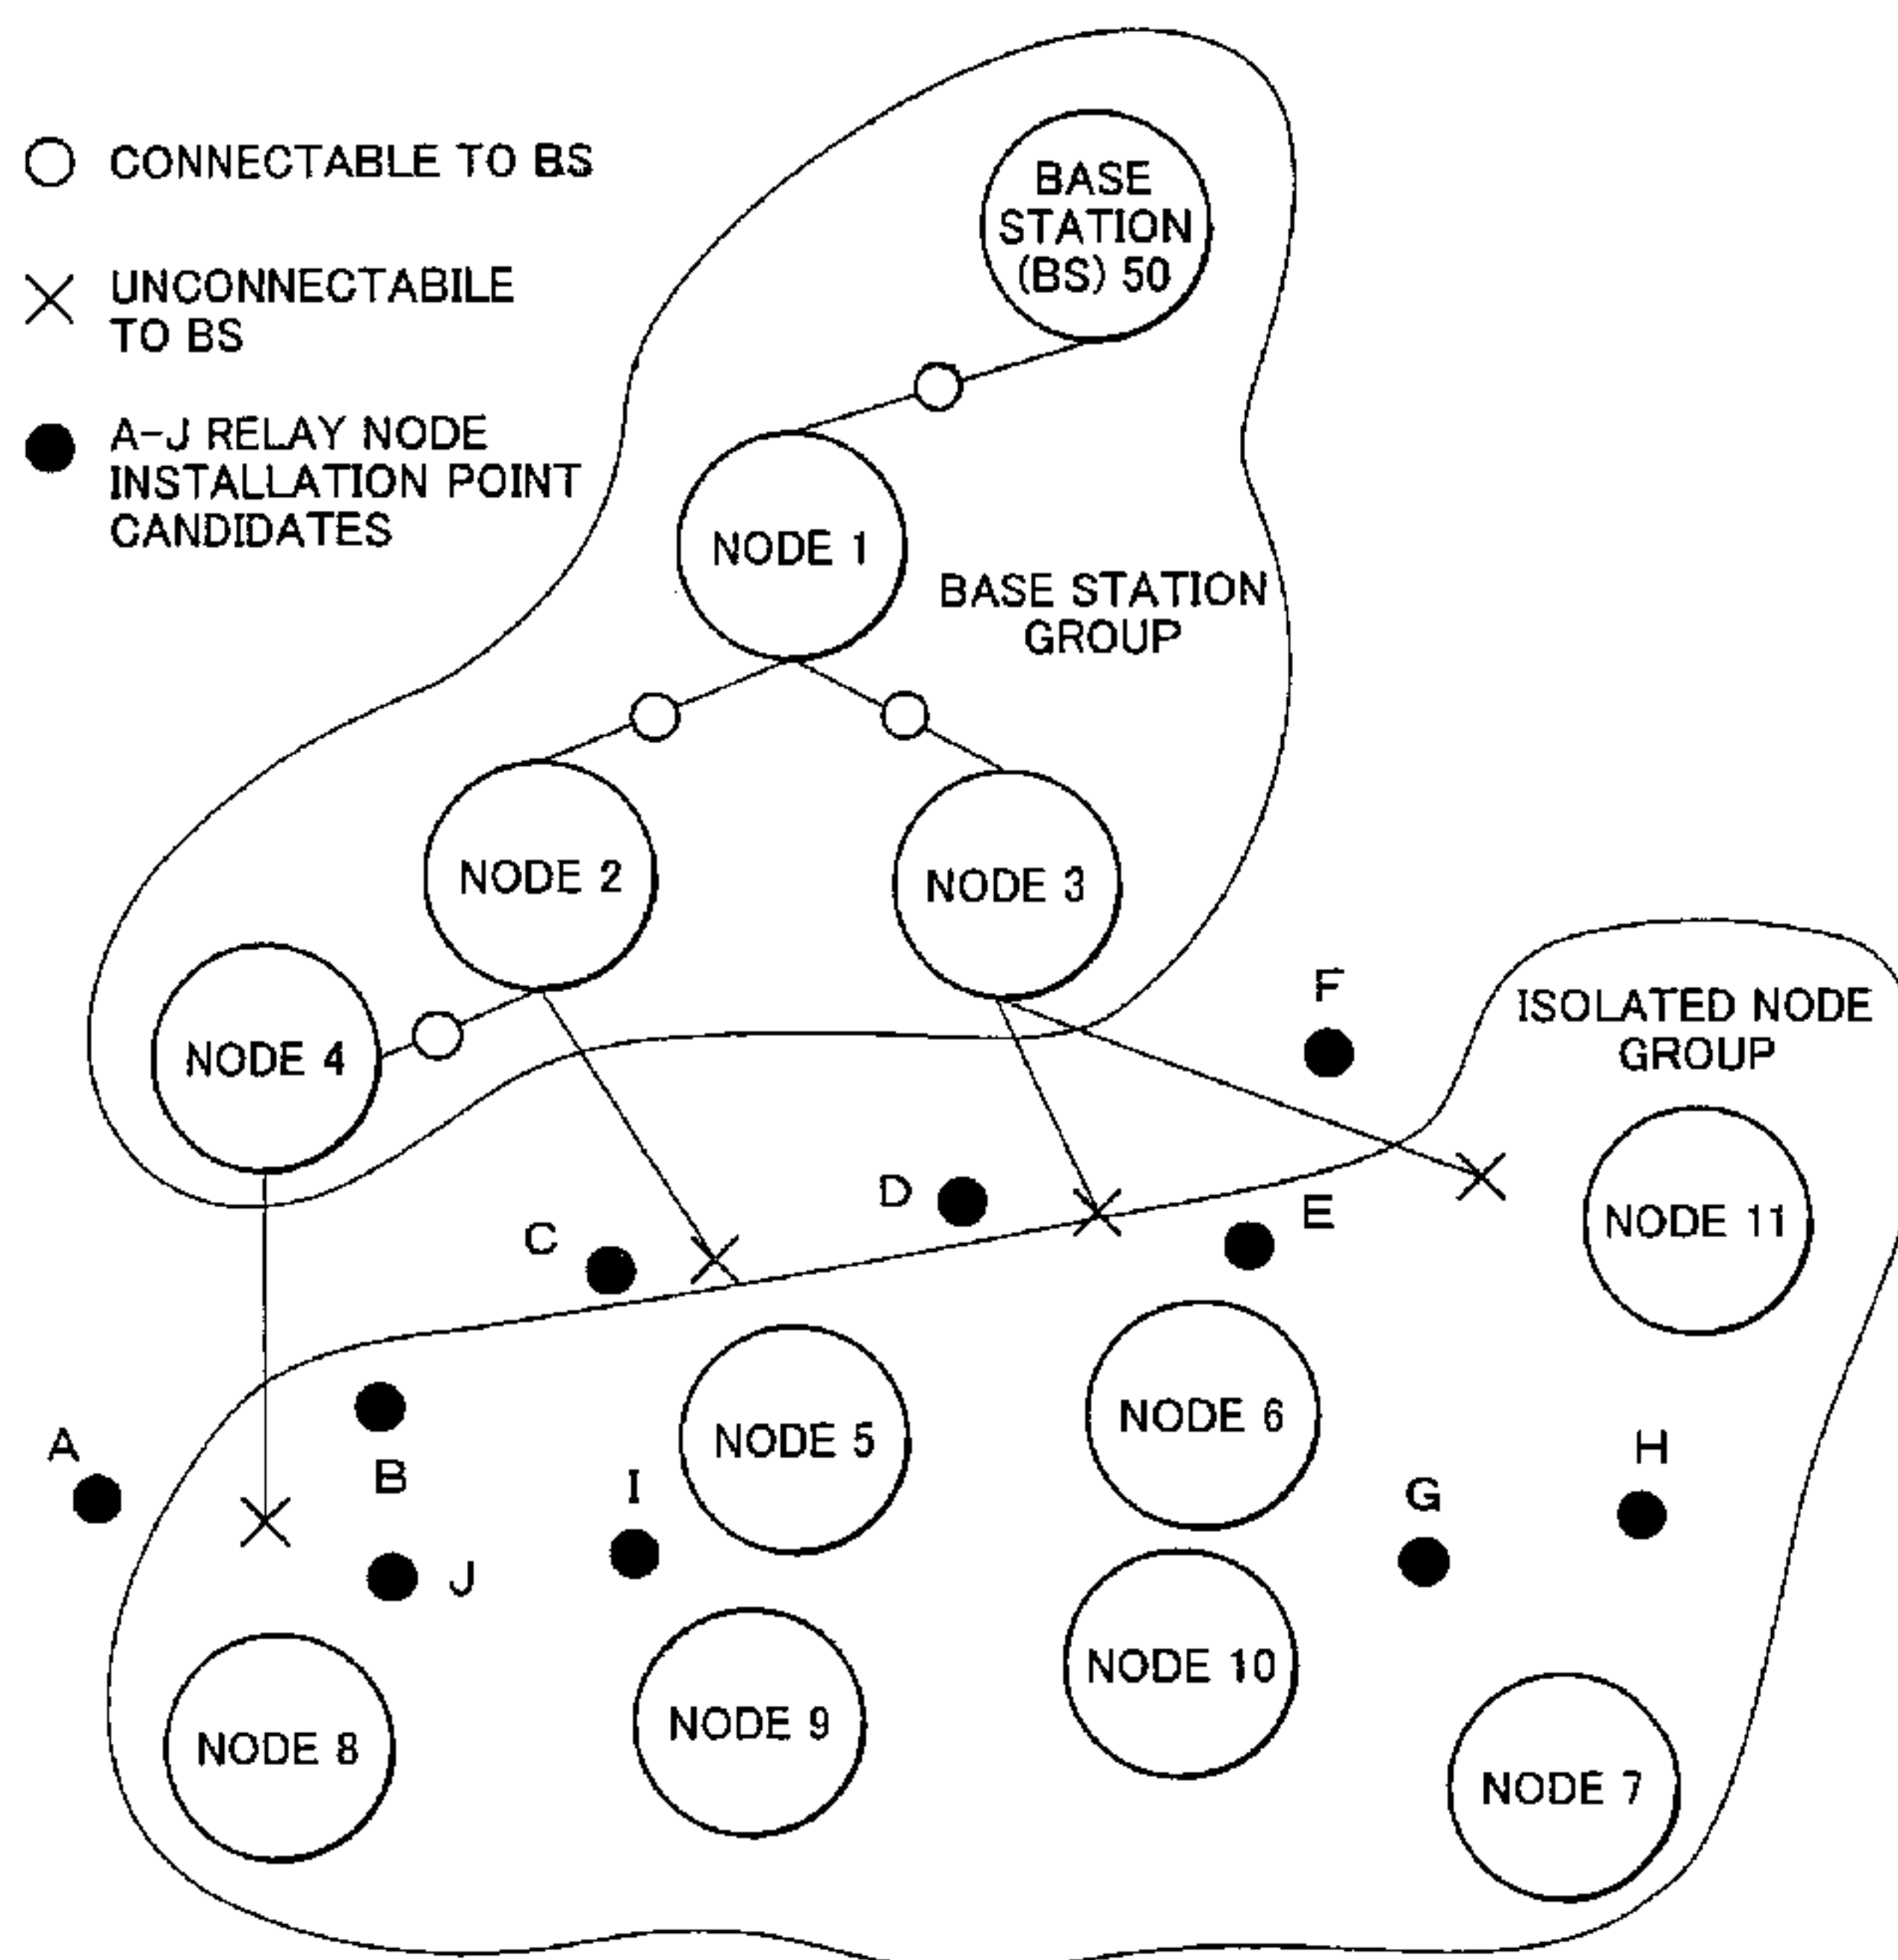 CONNECTABLE TO BS
UNCONNECTABILE
TO BS
A-J RELAY NODE
INSTALLATION POINT
CANDIDATES
BASE
STATION
(BS) 50
NODE 1
BASE STATION
GROUP
NODE 2
NODE 3
NODE 4
F
ISOLATED NODE
GROUP
D
C
E
NODE 11
A
B
I
NODE 5
NODE 6
G
H
J
NODE 8
NODE 9
NODE 10
NODE 7